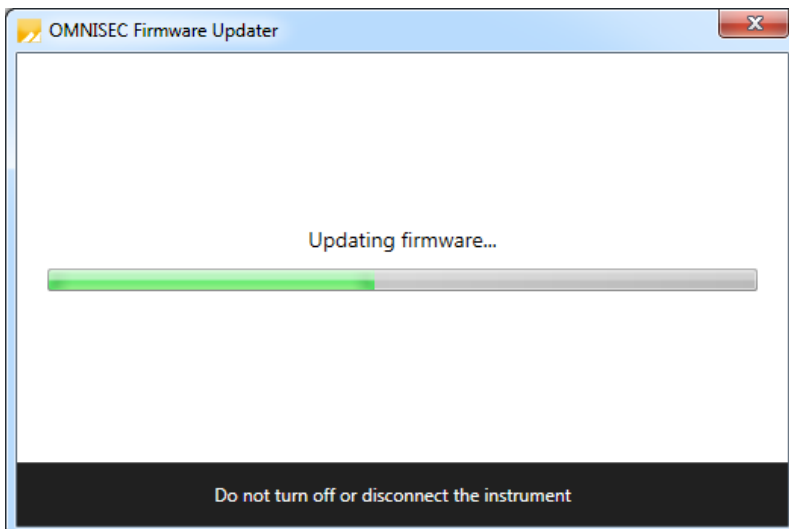 OMNISEC Firmware Updater
Updating firmware...
Do not turn off or disconnect the instrument